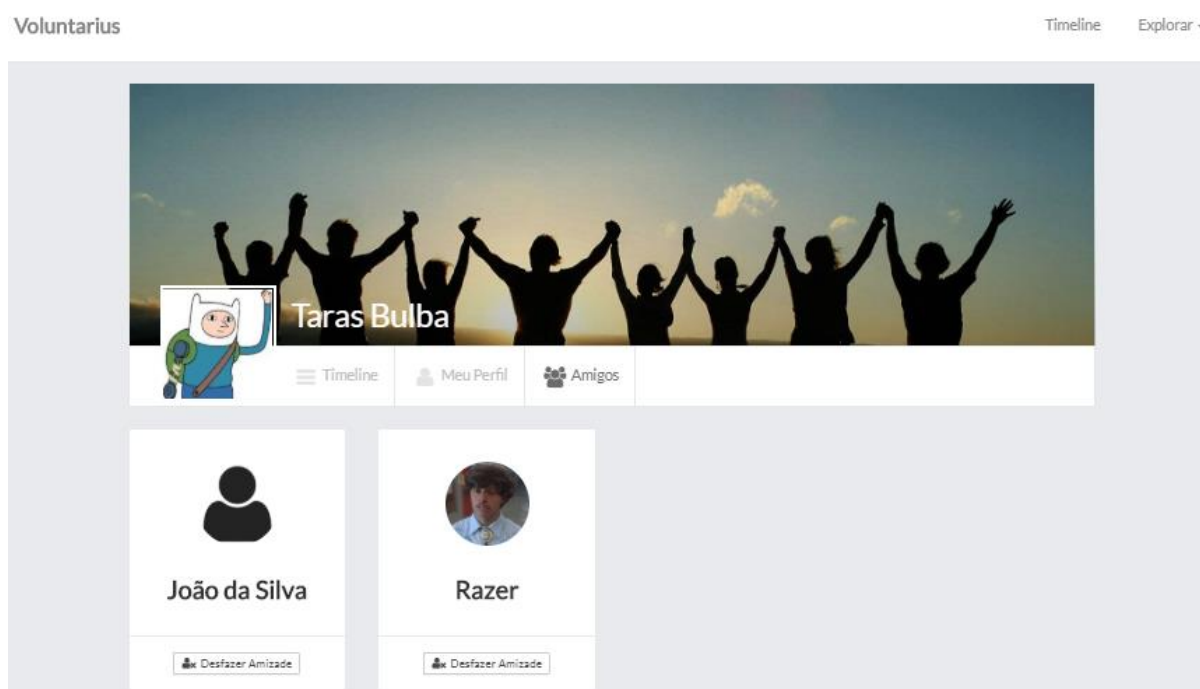 Voluntarius Timeline Explorar
Taras Bulba
Timeline Meu Perfil Amigos
João da Silva Razer
Desfazer Amizade Desfazer Amizade